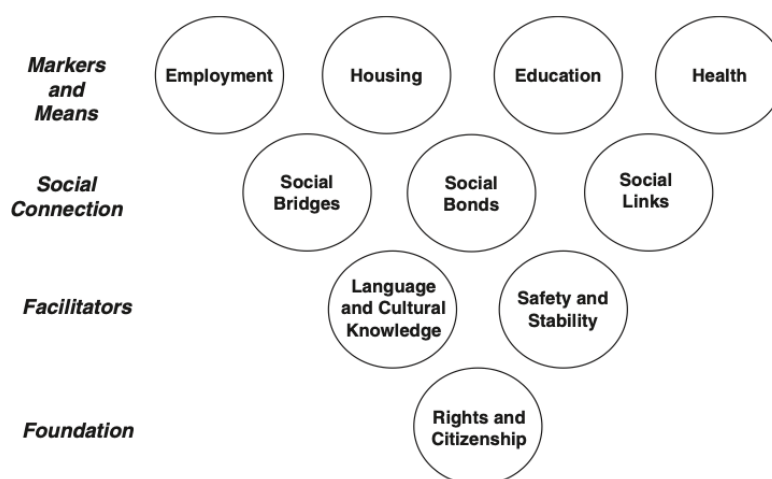 Markers
and
Means
Employment
Housing
Education
Health
Social
Connection
Social
Bridges
Social
Bonds
Social
Links
Facilitators
Language
and Cultural
Knowledge
Safety and
Stability
Foundation
Rights and
Citizenship